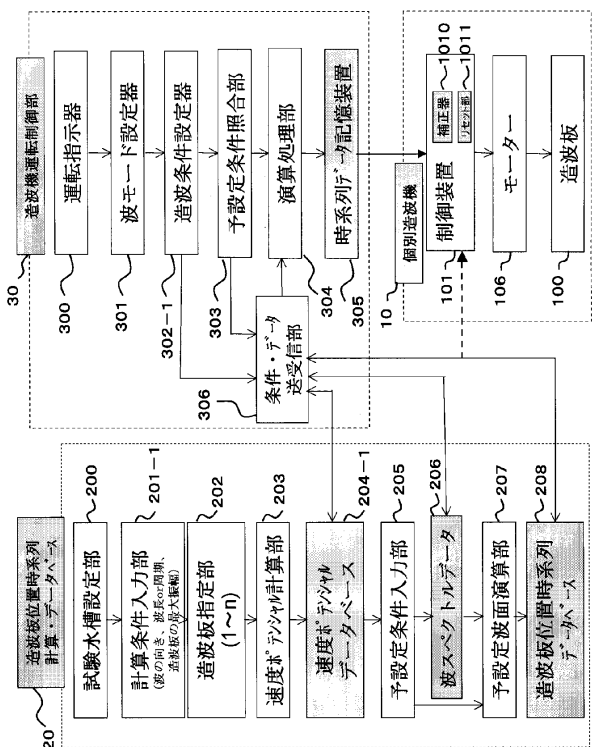 造波機運転制御部
30
運転指示器
300
波モード設定器
301
造波条件設定器
302-1
予設定条件照合部
303
演算処理部
304
時系列データ記憶装置
305
条件・データ
送受信部
306
個別造波機
10
制御装置
101
補正器
1010
リセット部
1011
モーター
106
造波板
100
造波板位置時系列
計算・データベース
20
試験水槽設定部
200
計算条件入力部
(波の向き、波長or周期、
造波板の最大振幅)
201-1
造波板指定部
(1~n)
202
速度ポテンシャル計算部
203
速度ポテンシャル
データベース
204-1
予設定条件入力部
205
波スペクトルデータ
206
予設定波面演算部
207
造波板位置時系列
データベース
208